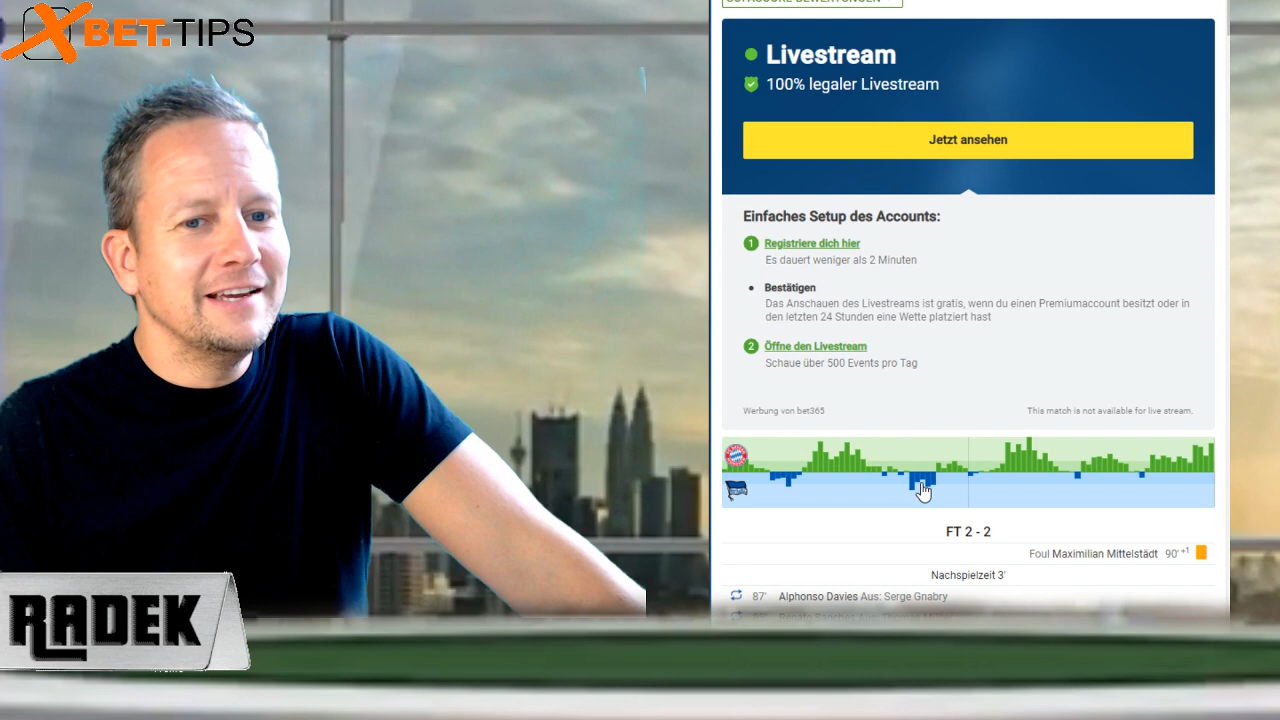 XBET.TIPS
SOFASCORE BEWERTUNGEN
Livestream
100% legaler Livestream
Jetzt ansehen
Einfaches Setup des Accounts:
1 Registriere dich hier
Es dauert weniger als 2 Minuten
• Bestätigen
Das Anschauen des Livestreams ist gratis, wenn du einen Premiumaccount besitzt oder in
den letzten 24 Stunden eine Wette platziert hast
2 Öffne den Livestream
Schaue über 500 Events pro Tag
Werbung von bet365
This match is not available for live stream.
FT 2 - 2
Foul Maximilian Mittelstädt 90' +1
Nachspielzeit 3'
87' Alphonso Davies Aus: Serge Gnabry
RADEK